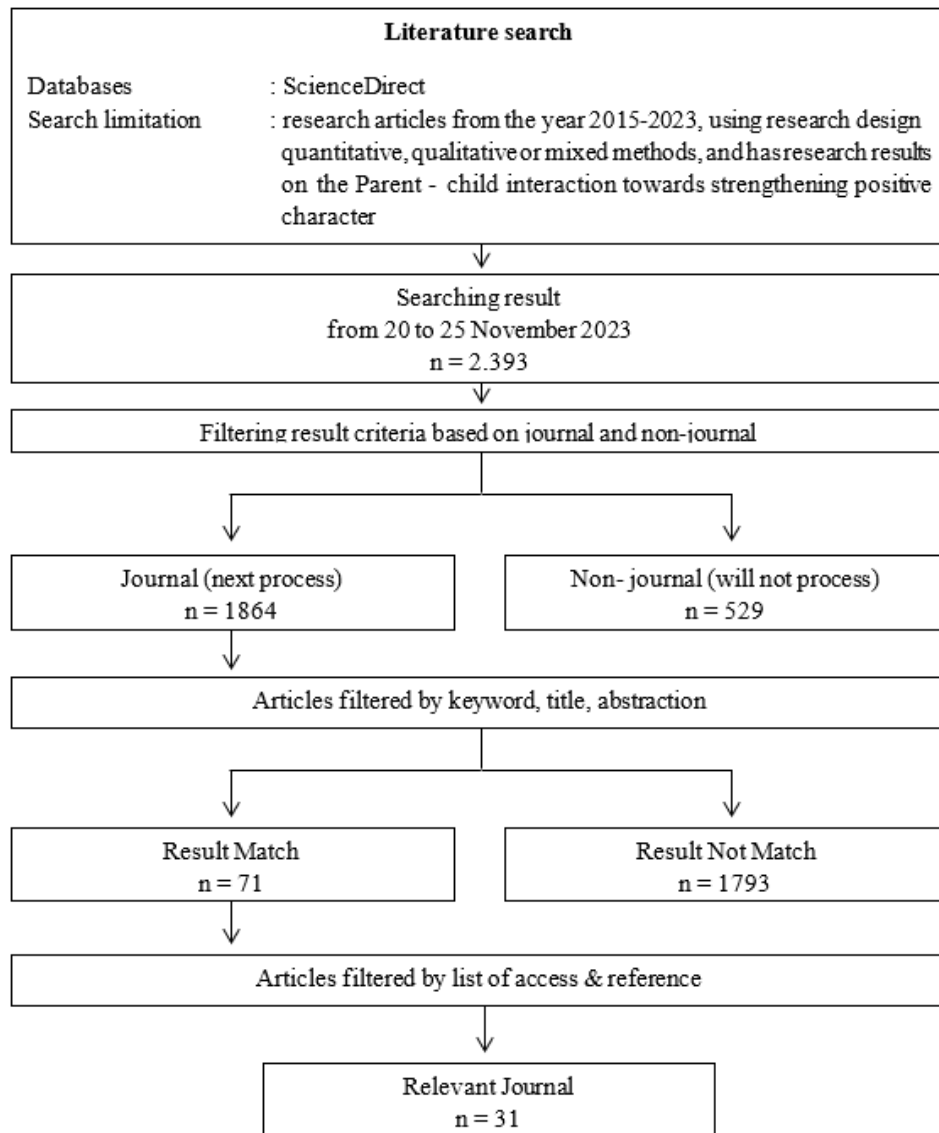 Literature search
Databases : ScienceDirect
Search limitation : research articles from the year 2015-2023, using research design
quantitative, qualitative or mixed methods, and has research results
on the Parent - child interaction towards strengthening positive
character
Searching result
from 20 to 25 November 2023
n = 2.393
Filtering result criteria based on journal and non-journal
Journal (next process)
n = 1864
Non- journal (will not process)
n = 529
Articles filtered by keyword, title, abstraction
Result Match
n = 71
Result Not Match
n = 1793
Articles filtered by list of access & reference
Relevant Journal
n = 31